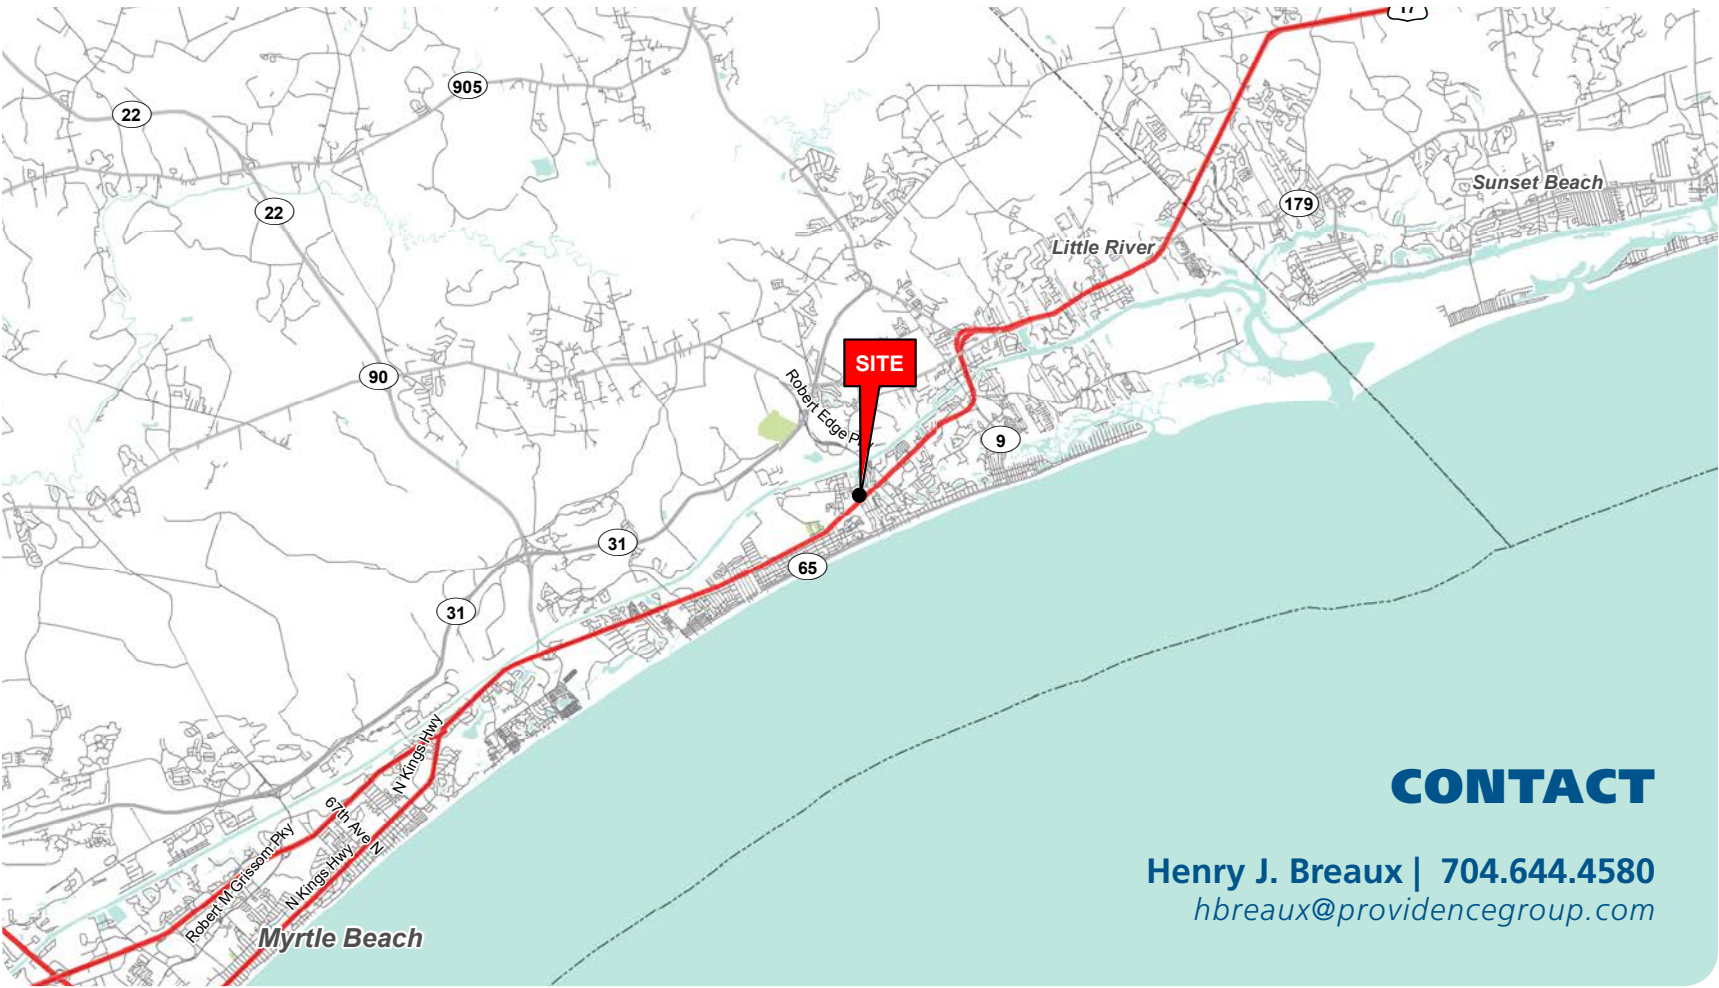 17
905
22
Sunset Beach
179
22
Little River
SITE
90
Robert Edge Pky
9
31
65
31
N Kings Hwy
CONTACT
67th Ave N
Robert M Grissom Pky
N Kings Hwy
Henry J. Breaux | 704.644.4580
hbreaux@providencegroup.com
Myrtle Beach